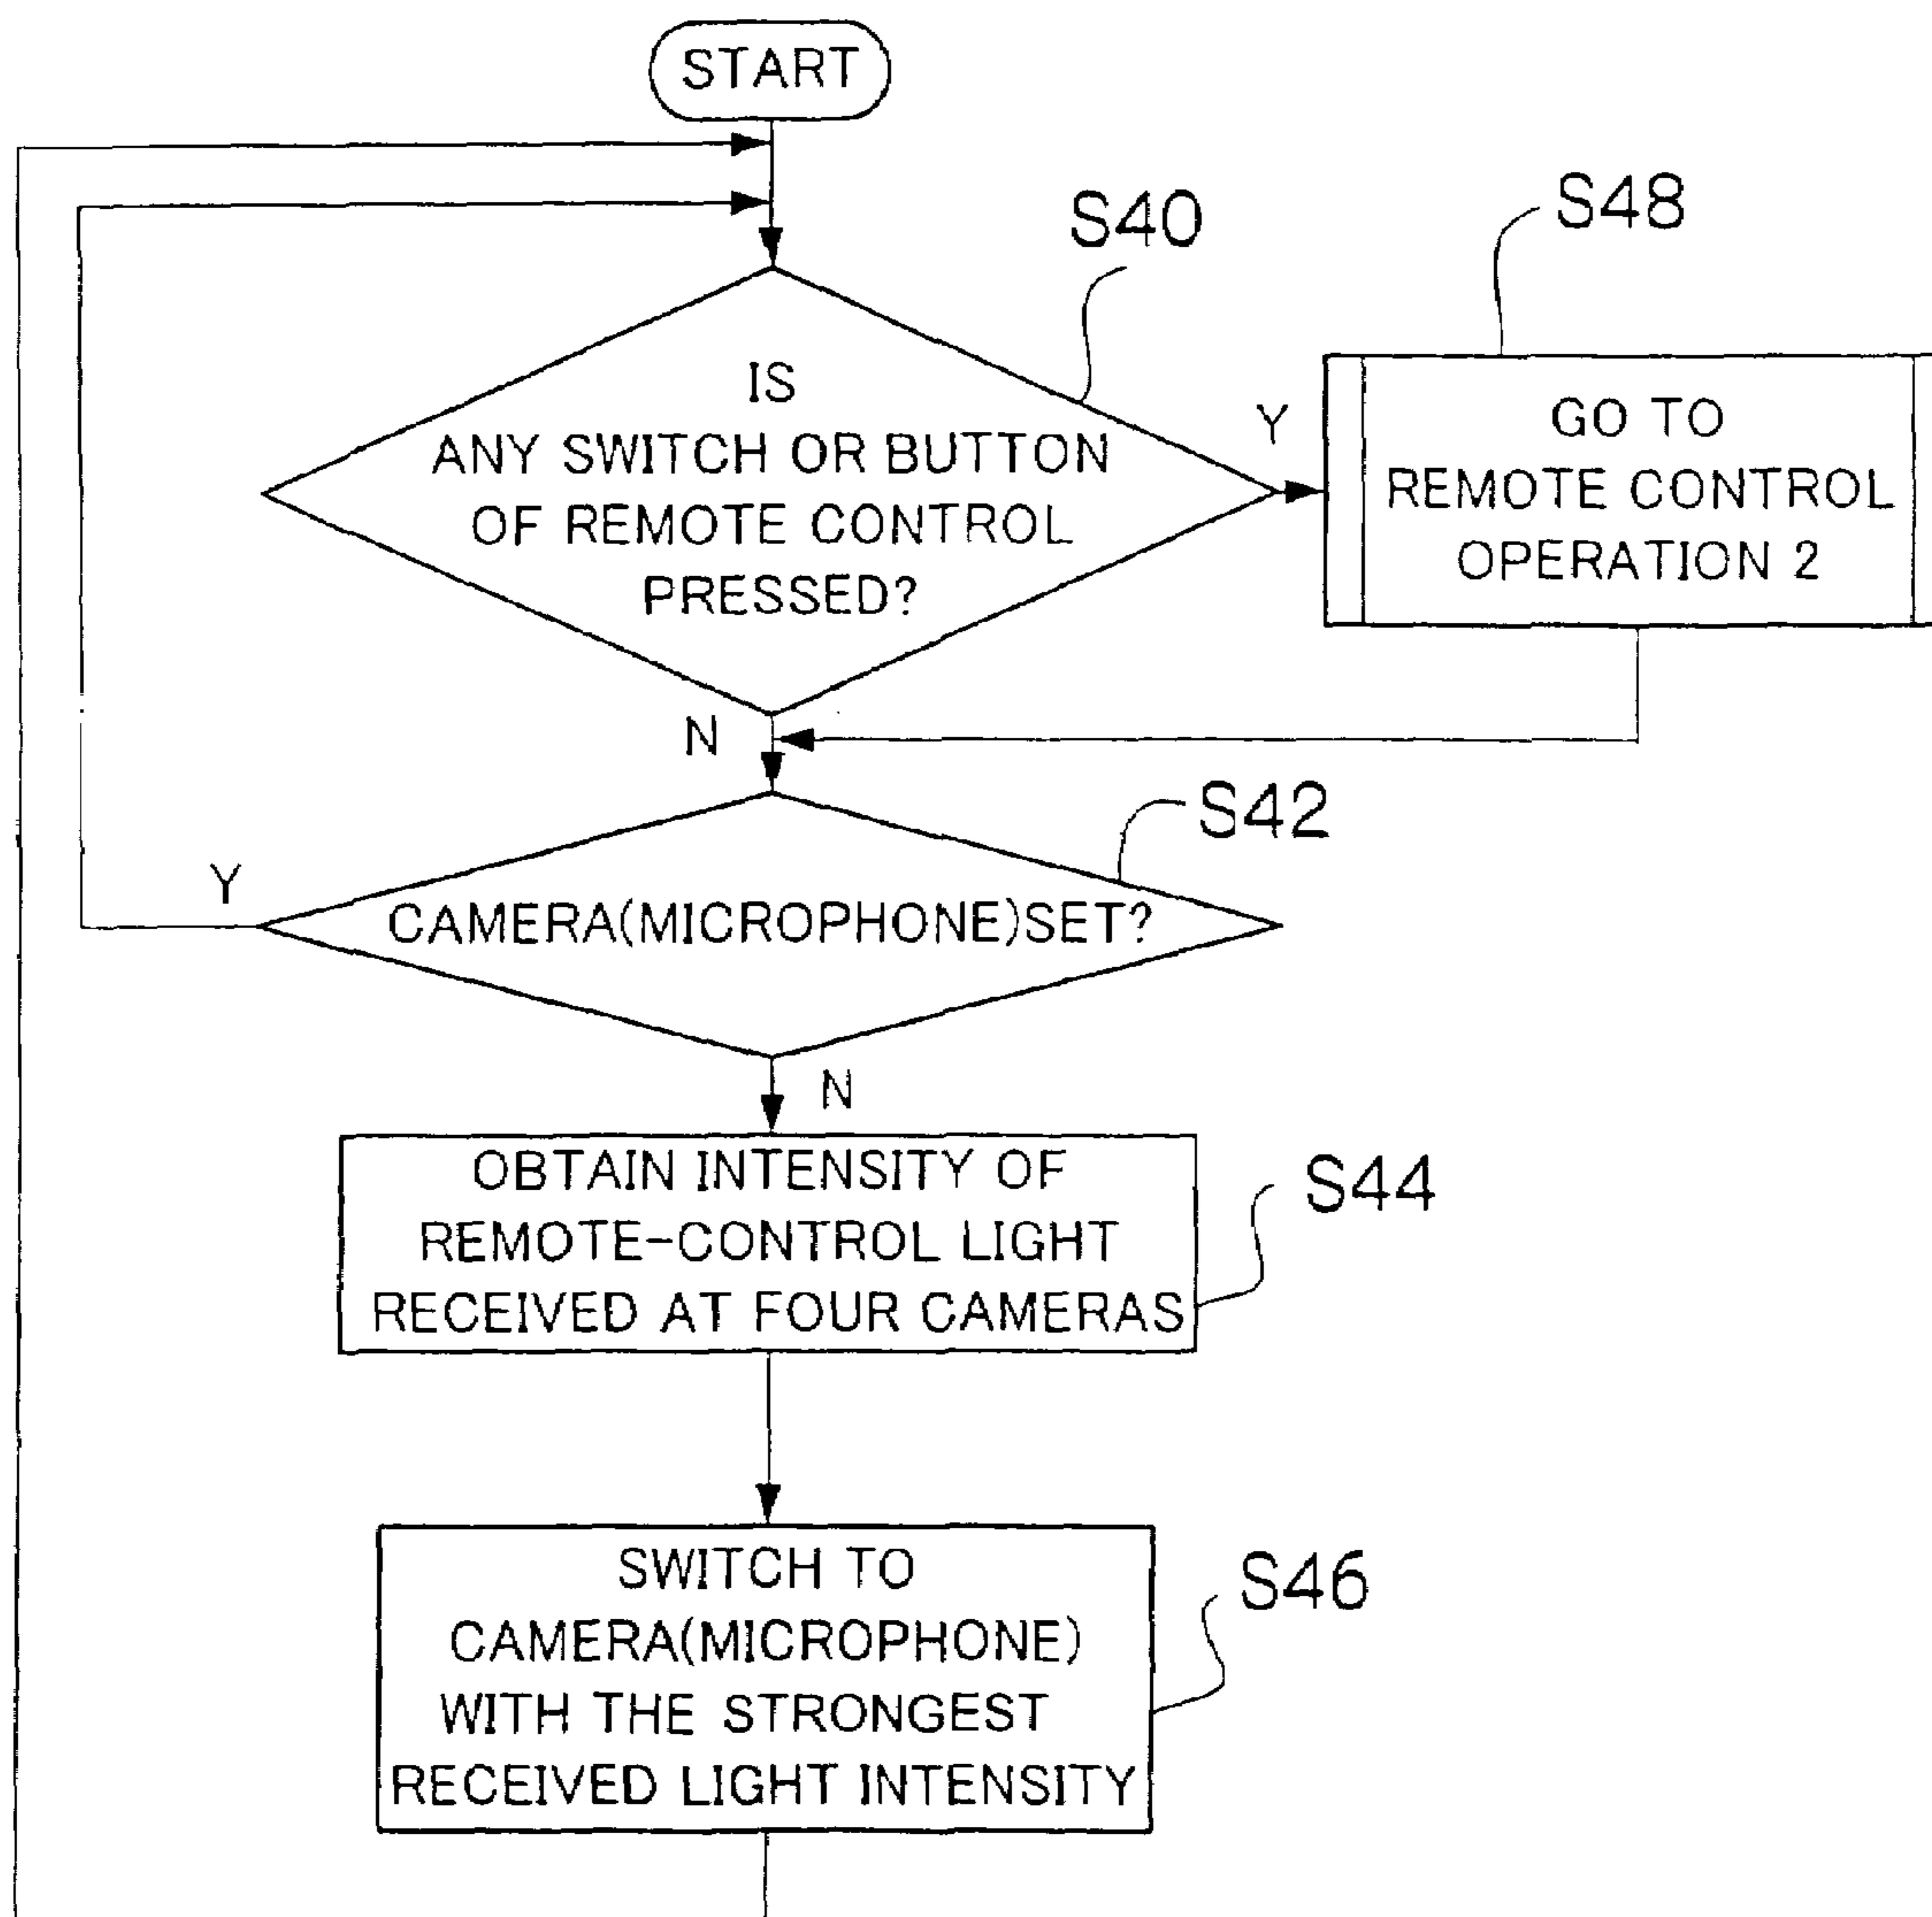 START
S40
S48
IS
ANY SWITCH OR BUTTON
OF REMOTE CONTROL
PRESSED?
Y
GO TO
REMOTE CONTROL
OPERATION 2
N
S42
Y
CAMERA(MICROPHONE)SET?
N
OBTAIN INTENSITY OF
REMOTE-CONTROL LIGHT
RECEIVED AT FOUR CAMERAS
S44
SWITCH TO
CAMERA(MICROPHONE)
WITH THE STRONGEST
RECEIVED LIGHT INTENSITY
S46